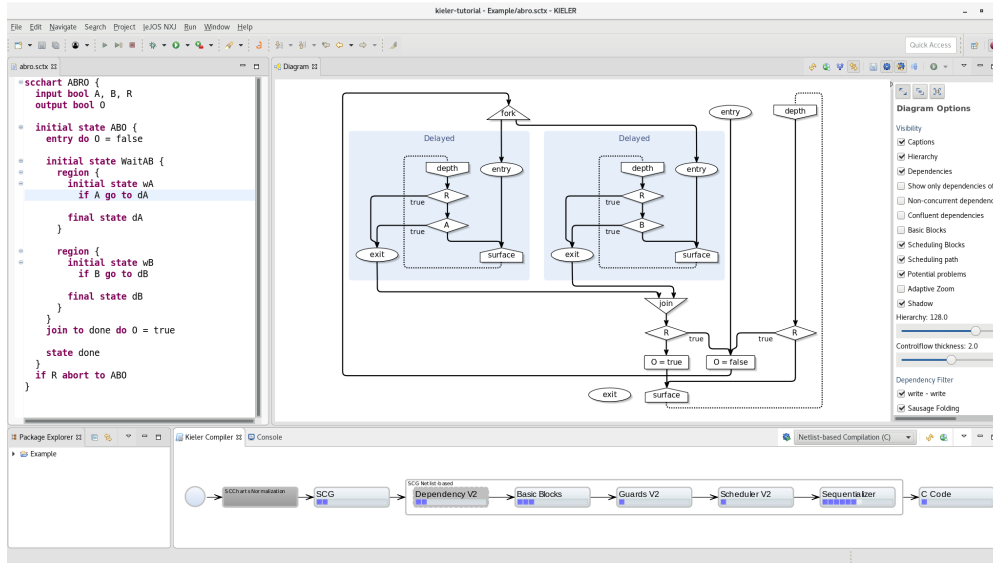 kieler-tutorial - Example/abro.sctx - KIELER
File Edit Navigate Search Project leJOS NXJ Run Window Help
Quick Access
abro.sctx
scchart ABRO {
input bool A, B, R
output bool O
initial state ABO {
entry do O = false
initial state WaitAB {
region {
initial state wA
if A go to dA
final state dA
}
region {
initial state wB
if B go to dB
final state dB
}
}
join to done do O = true
state done
}
if R abort to ABO
}
Diagram
fork
entry
depth
Delayed
Delayed
depth
entry
depth
entry
R
R
true
true
A
B
true
true
exit
surface
exit
surface
join
R
true
true
R
O = true
O = false
exit
surface
Diagram Options
Visibility
Captions
Hierarchy
Dependencies
Show only dependencies of
Non-concurrent dependenc
Confluent dependencies
Basic Blocks
Scheduling Blocks
Scheduling path
Potential problems
Adaptive Zoom
Shadow
Hierarchy: 128.0
Controlflow thickness: 2.0
Dependency Filter
write - write
Sausage Folding
Package Explorer
Example
Kieler Compiler
Console
Netlist-based Compilation (C)
SCCharts Normalization
SCG
SCG Netlist-based
Dependency V2
Basic Blocks
Guards V2
Scheduler V2
Sequentializer
C Code